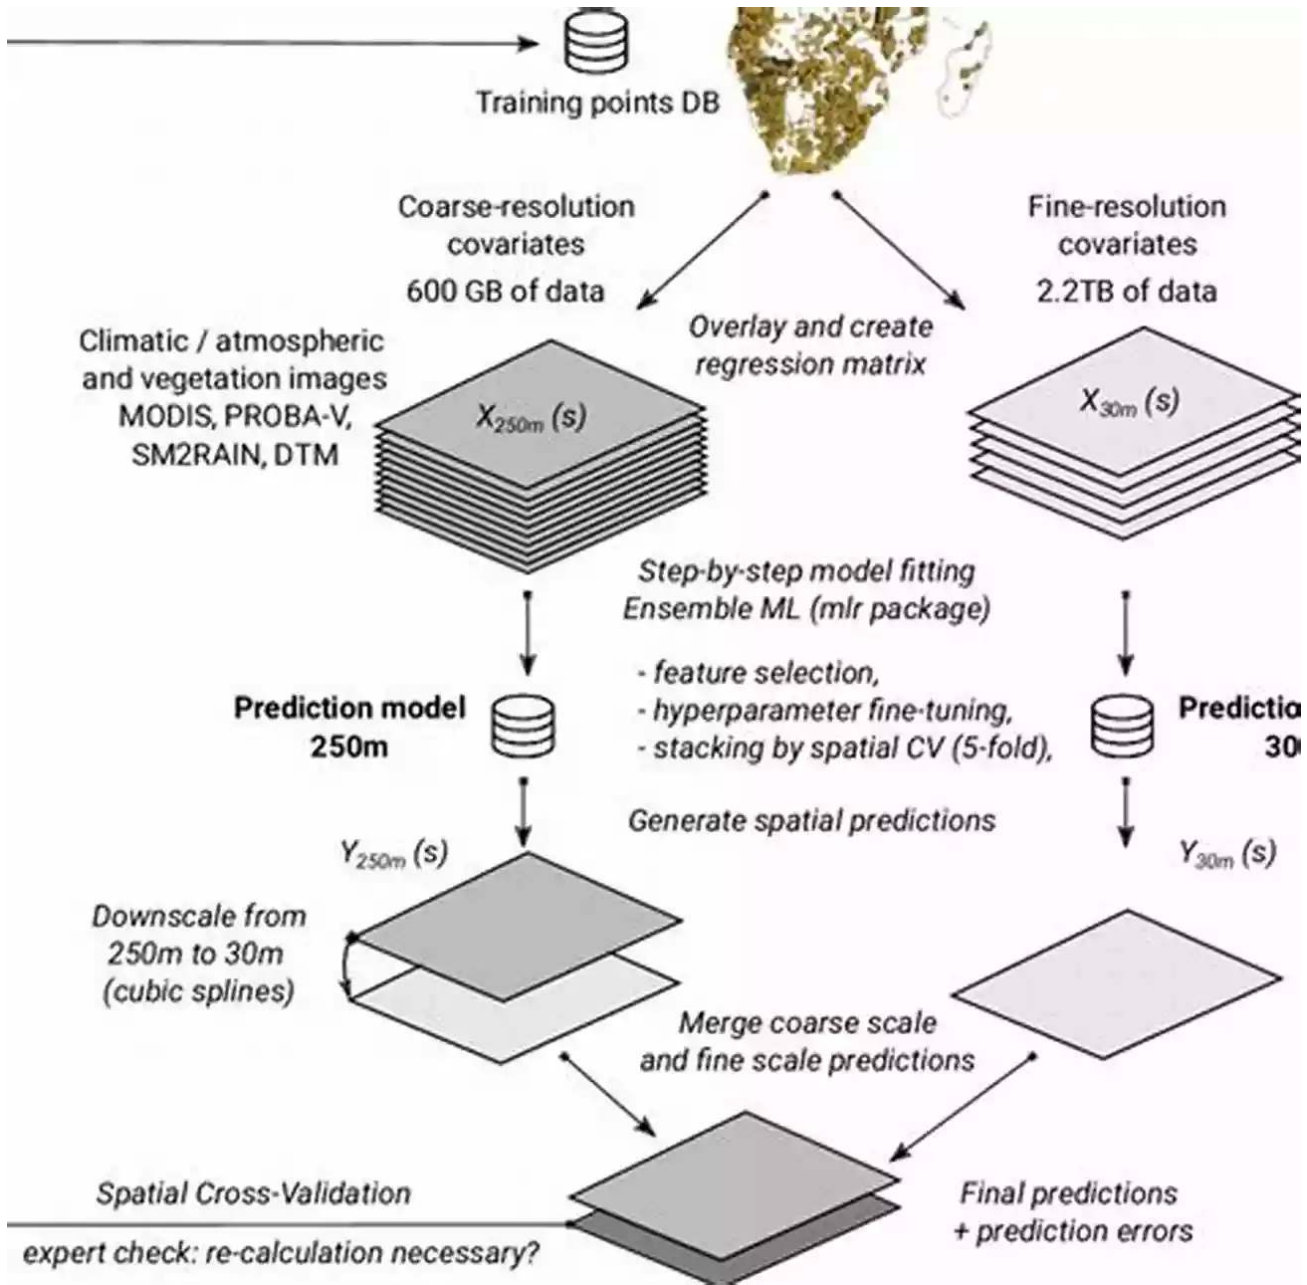 Training points DB
Coarse-resolution
covariates
600 GB of data
Fine-resolution
covariates
2.2TB of data
Overlay and create
regression matrix
Climatic / atmospheric
and vegetation images
MODIS, PROBA-V,
SM2RAIN, DTM
X250m (s)
X30m (s)
Step-by-step model fitting
Ensemble ML (mlr package)
- feature selection,
- hyperparameter fine-tuning,
- stacking by spatial CV (5-fold),
Prediction model
250m
Predictio
30
Generate spatial predictions
Y250m (s)
Y30m (s)
Downscale from
250m to 30m
(cubic splines)
Merge coarse scale
and fine scale predictions
Spatial Cross-Validation
expert check: re-calculation necessary?
Final predictions
+ prediction errors